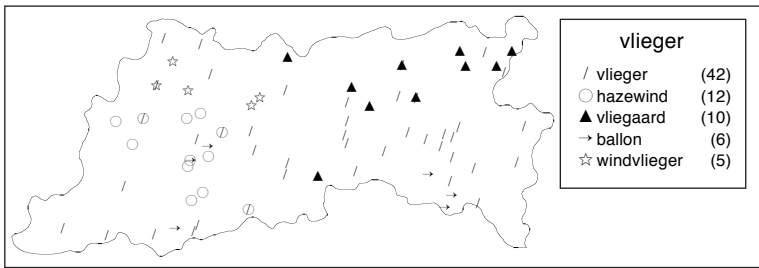 vlieger
vlieger (42)
hazewind (12)
vliegaard (10)
ballon (6)
windvlieger (5)